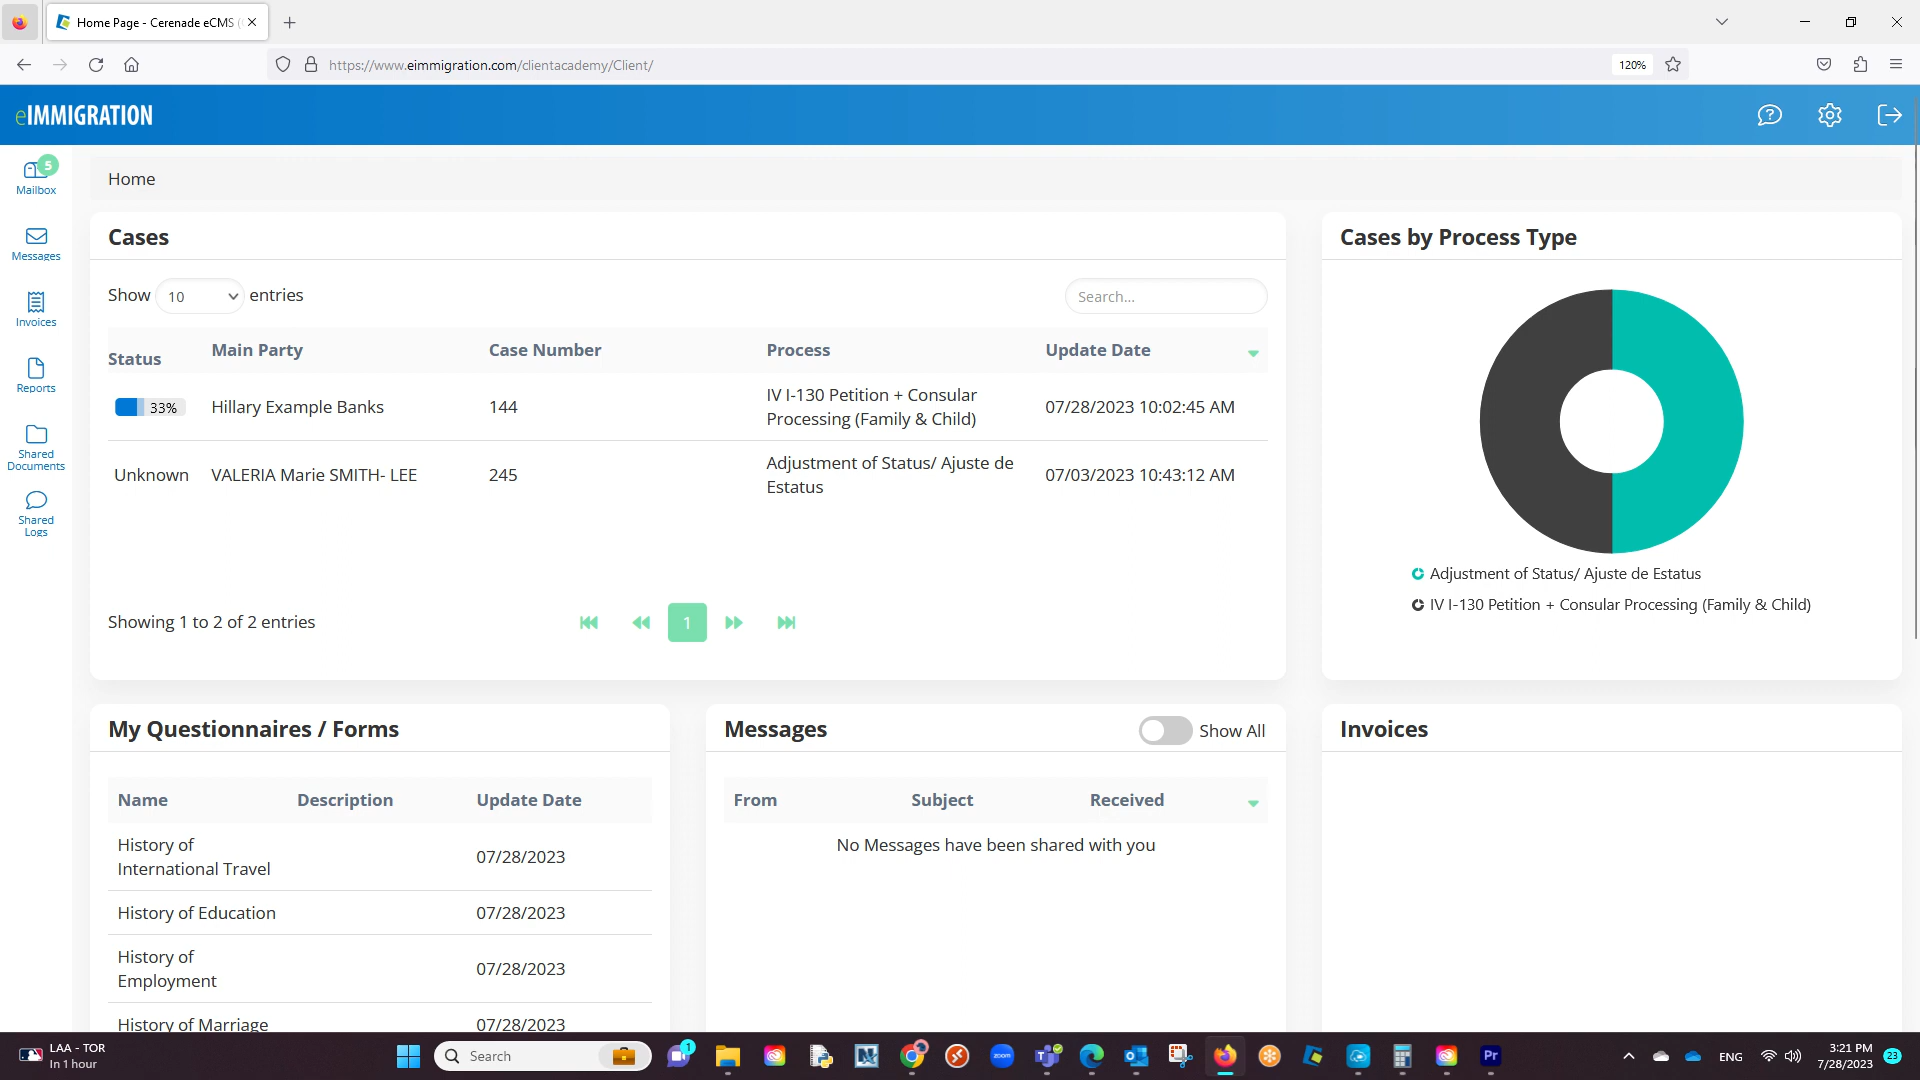 Home Page - Cerenade eCMS (
https://www.eimmigration.com/clientacademy/Client/
120%
eIMMIGRATION
5
Mailbox
Messages
Invoices
Reports
Shared
Documents
Shared
Logs
Home
Cases
Show 10 entries
Search...
Status Main Party Case Number Process Update Date
33% Hillary Example Banks 144 IV I-130 Petition + Consular
Processing (Family & Child) 07/28/2023 10:02:45 AM
Unknown VALERIA Marie SMITH- LEE 245 Adjustment of Status/ Ajuste de
Estatus 07/03/2023 10:43:12 AM
Showing 1 to 2 of 2 entries
1
Cases by Process Type
Adjustment of Status/ Ajuste de Estatus
IV I-130 Petition + Consular Processing (Family & Child)
My Questionnaires / Forms
Name Description Update Date
History of
International Travel 07/28/2023
History of Education 07/28/2023
History of
Employment 07/28/2023
History of Marriage 07/28/2023
Messages
Show All
From Subject Received
No Messages have been shared with you
Invoices
LAA - TOR
In 1 hour
Search
1
zoom
Pr
ENG
3:21 PM
7/28/2023
23